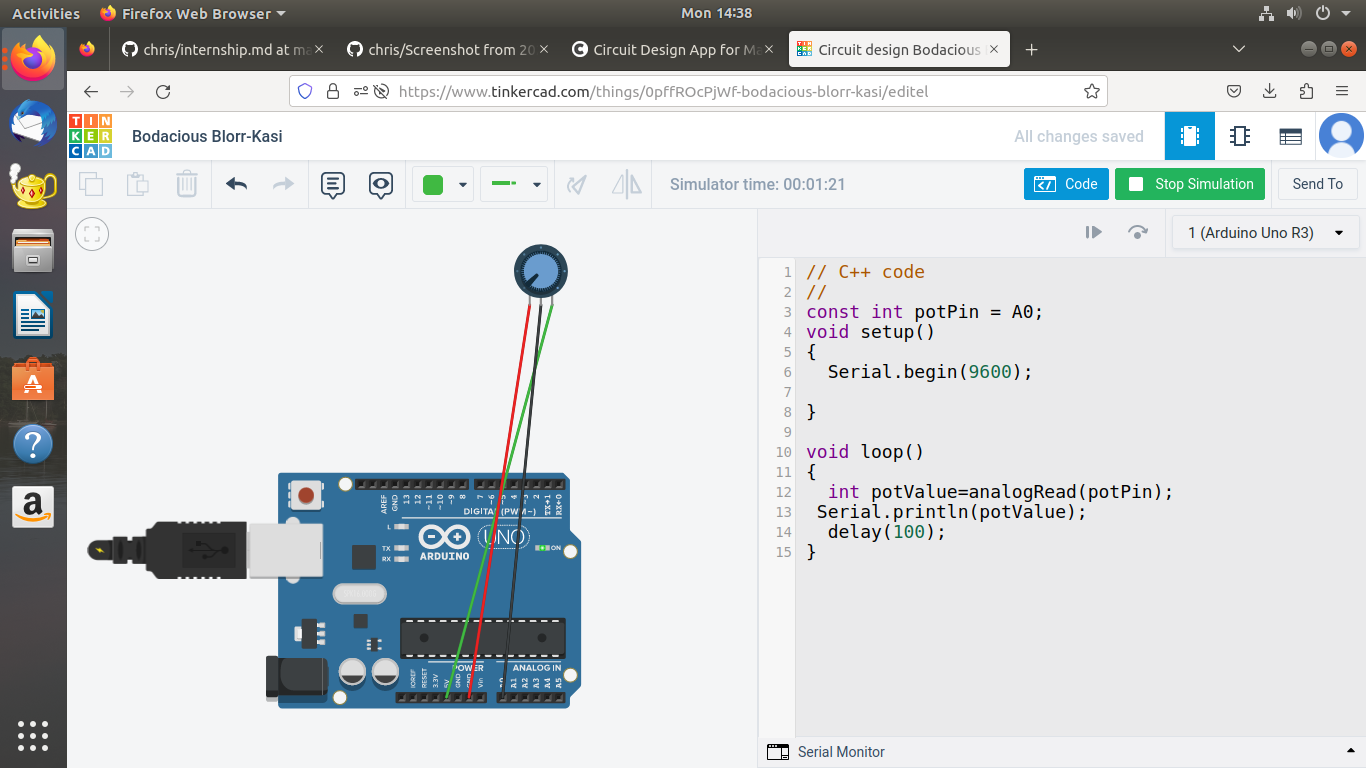 Activities
Firefox Web Browser
Mon 14:38
chris/internship.md at ma
chris/Screenshot from 20
Circuit Design App for Ma
Circuit design Bodacious
https://www.tinkercad.com/things/0pffROcPjWf-bodacious-blorr-kasi/editel
TIN
KER
CAD
Bodacious Blorr-Kasi
All changes saved
Simulator time: 00:01:21
Code
Stop Simulation
Send To
1 (Arduino Uno R3)
1 // C++ code
2 //
3 const int potPin = A0;
4 void setup()
5 {
6 Serial.begin(9600);
7
8 }
9
10 void loop()
11 {
12 int potValue=analogRead(potPin);
13 Serial.println(potValue);
14 delay(100);
15 }
AREF
GND
13
12
~11
~10
~9
8
7
~6
~5
4
~3
2
TX→1
RX←0
DIGITAL (PWM~)
L
TX
RX
ARDUINO
UNO
ON
POWER
ANALOG IN
IOREF
RESET
3.3V
5V
GND
GND
Vin
A0
A1
A2
A3
A4
A5
Serial Monitor